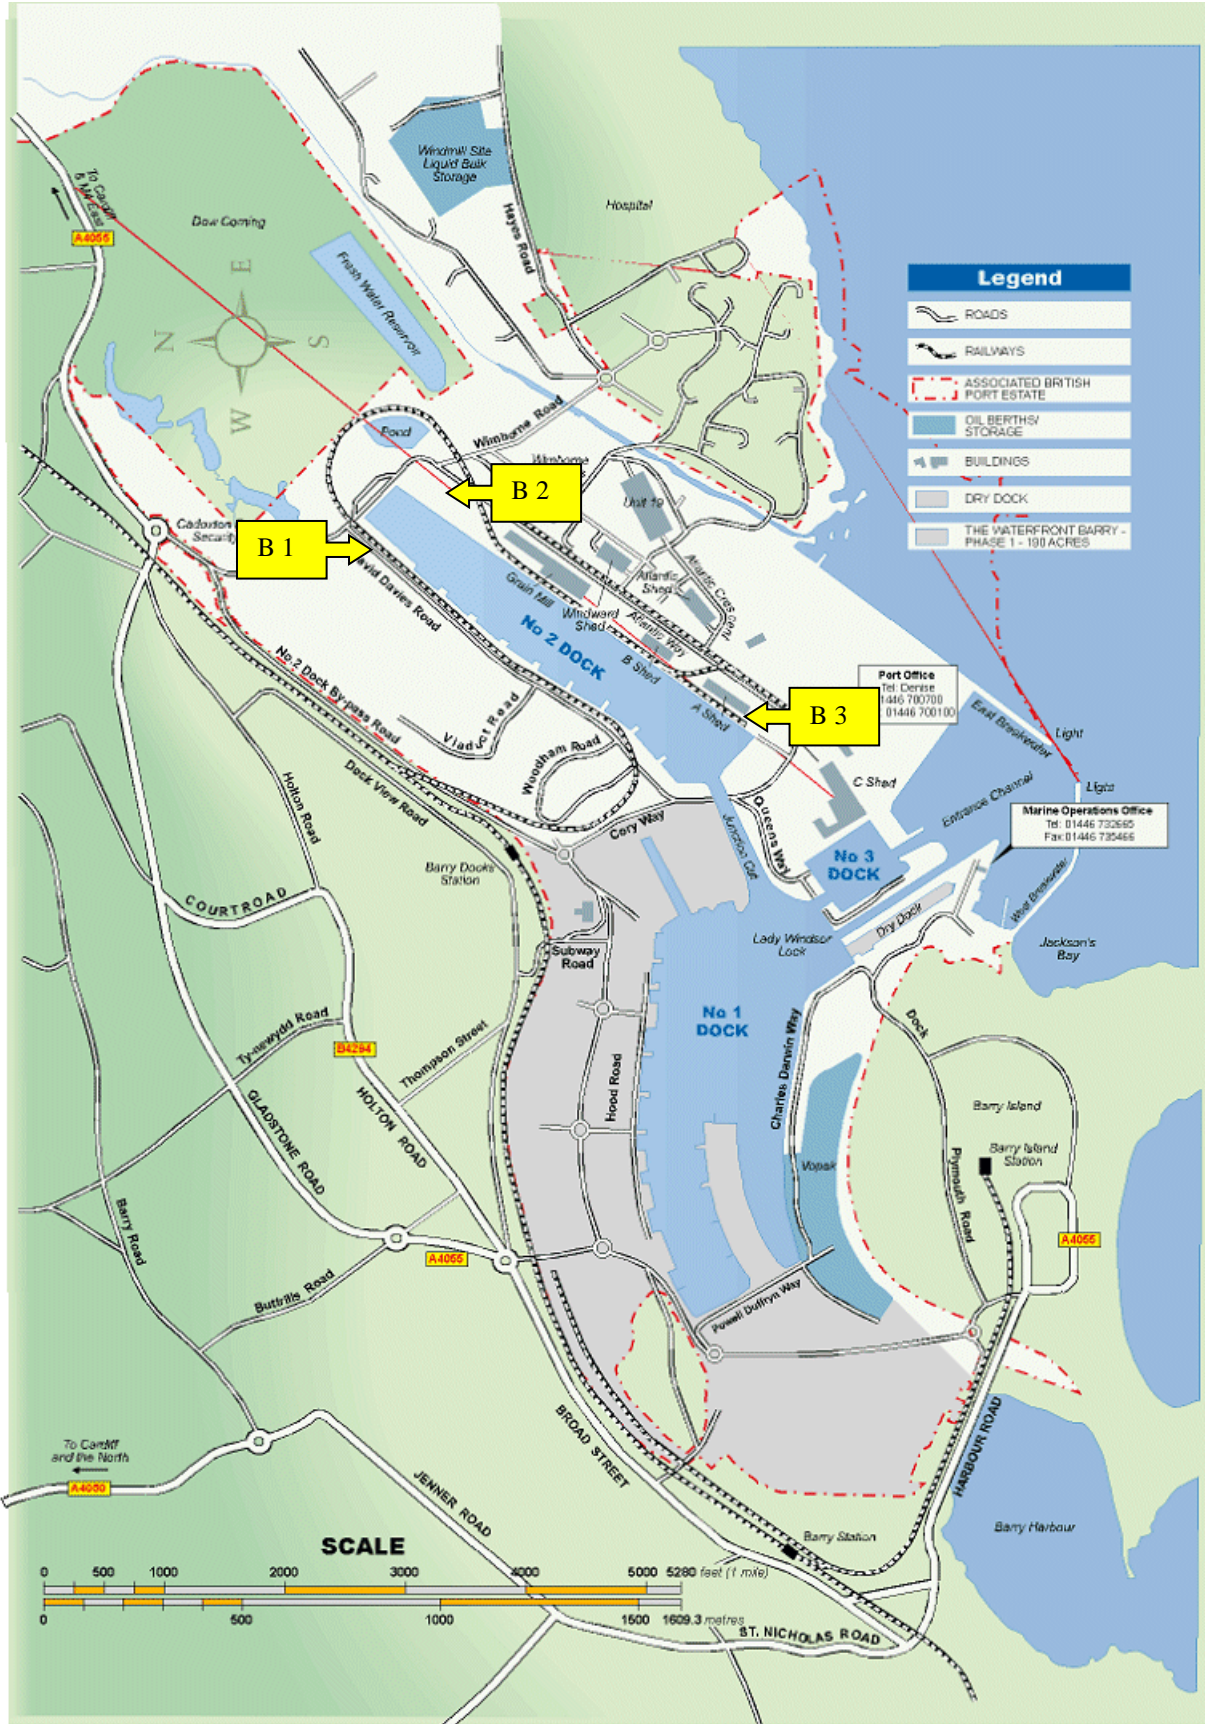 Windmill Site
Liquid Bulk
Storage
Hospital
To Cardiff
& M4 East
A4055
Dow Corning
Hayes Road
Fresh Water Reservoir
N
E
S
W
Legend
ROADS
RAILWAYS
ASSOCIATED BRITISH
PORT ESTATE
OIL BERTHS/
STORAGE
BUILDINGS
DRY DOCK
THE WATERFRONT BARRY -
PHASE 1 - 190 ACRES
Pond
Wimborne Road
Wimborne
B 2
Unit 19
Cadoxton
Security
B 1
David Davies Road
Grain Mill
Windward
Shed
Atlantic
Shed
Atlantic Crescent
Atlantic Way
No 2 DOCK
B Shed
A Shed
B 3
Port Office
Tel: Denise
1446 700700
01446 700100
No.2 Dock By-pass Road
Viaduct Road
Woodham Road
East Breakwater
Light
Light
C Shed
Entrance Channel
Marine Operations Office
Tel: 01446 732665
Fax:01446 735466
Holton Road
Dock View Road
Cory Way
Junction Cut
Queens Way
No 3
DOCK
West Breakwater
Barry Docks
Station
COURT ROAD
Dry Dock
Lady Windsor
Lock
Jackson's
Bay
Subway
Road
No 1
DOCK
Dock
Ty-newydd Road
B4294
Thompson Street
Hood Road
Charles Darwin Way
GLADSTONE ROAD
HOLTON ROAD
Barry Island
Barry Island
Station
Vopak
Plymouth Road
Barry Road
A4055
A4055
Buttrills Road
Powell Duffryn Way
BROAD STREET
HARBOUR ROAD
To Cardiff
and the North
A4050
JENNER ROAD
Barry Station
Barry Harbour
SCALE
0 500 1000 2000 3000 4000 5000 5280 feet (1 mile)
0 500 1000 1500 1609.3 metres
ST. NICHOLAS ROAD